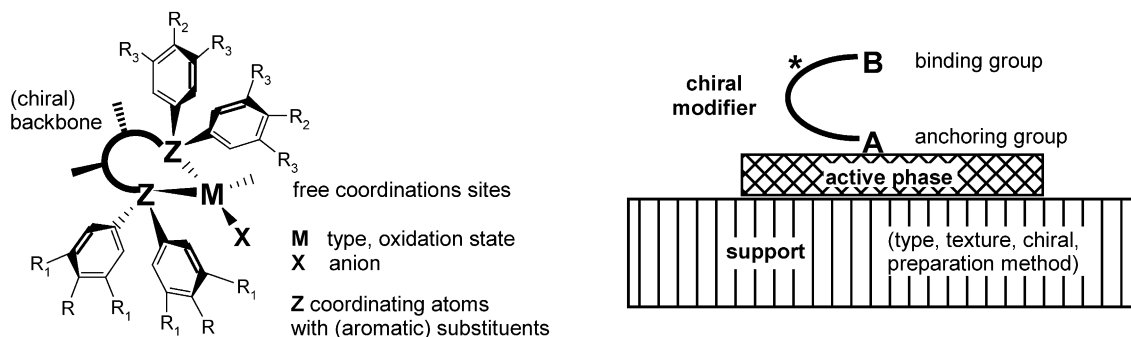 R2
R3
R3
R3
(chiral)
backbone
R2
Z
R3
free coordinations sites
Z
M
X
M type, oxidation state
X anion
R1
R1
R
R1
R1
R
Z coordinating atoms
with (aromatic) substituents
*
B binding group
chiral
modifier
A anchoring group
active phase
support
(type, texture, chiral,
preparation method)